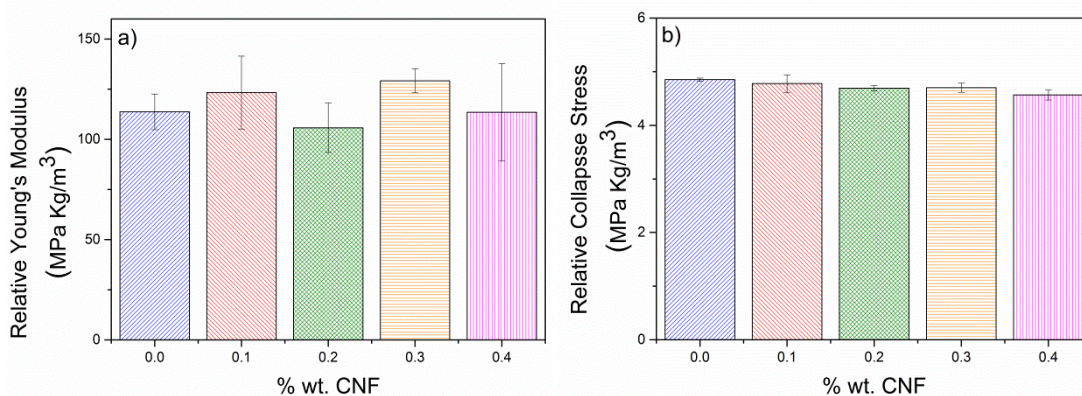 a)
Relative Young's Modulus
(MPa Kg/m³)
150
100
50
0
0.0 0.1 0.2 0.3 0.4
% wt. CNF
b)
Relative Collapsse Stress
(MPa Kg/m³)
6
4
2
0
0.0 0.1 0.2 0.3 0.4
% wt. CNF